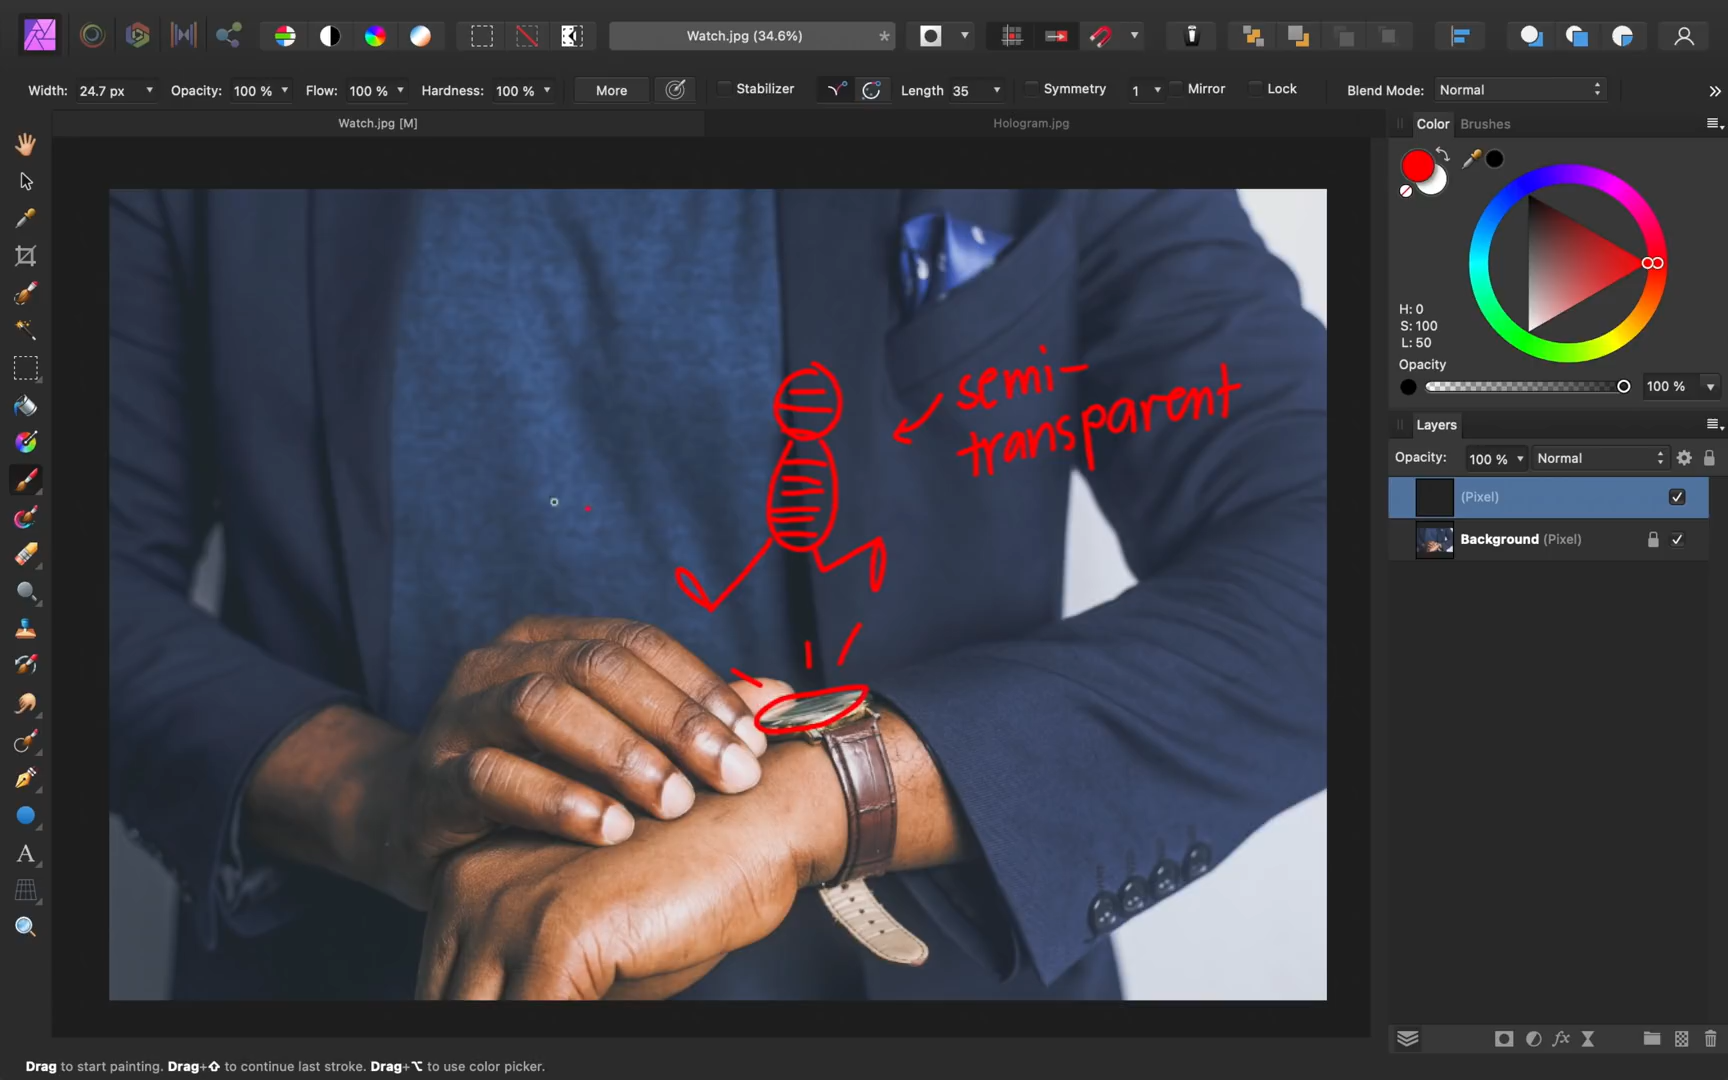 Watch.jpg (34.6%)
*
Width: 24.7 px
Opacity: 100 %
Flow: 100 %
Hardness: 100 %
More
Stabilizer
Length 35
Symmetry 1
Mirror
Lock
Blend Mode: Normal
»
Watch.jpg [M]
Hologram.jpg
Color
Brushes
H: 0
S: 100
L: 50
Opacity
100 %
Layers
Opacity: 100 % Normal
(Pixel)
Background (Pixel)
semi-
transparent
A
fx
Drag to start painting. Drag+⇧ to continue last stroke. Drag+⌥ to use color picker.